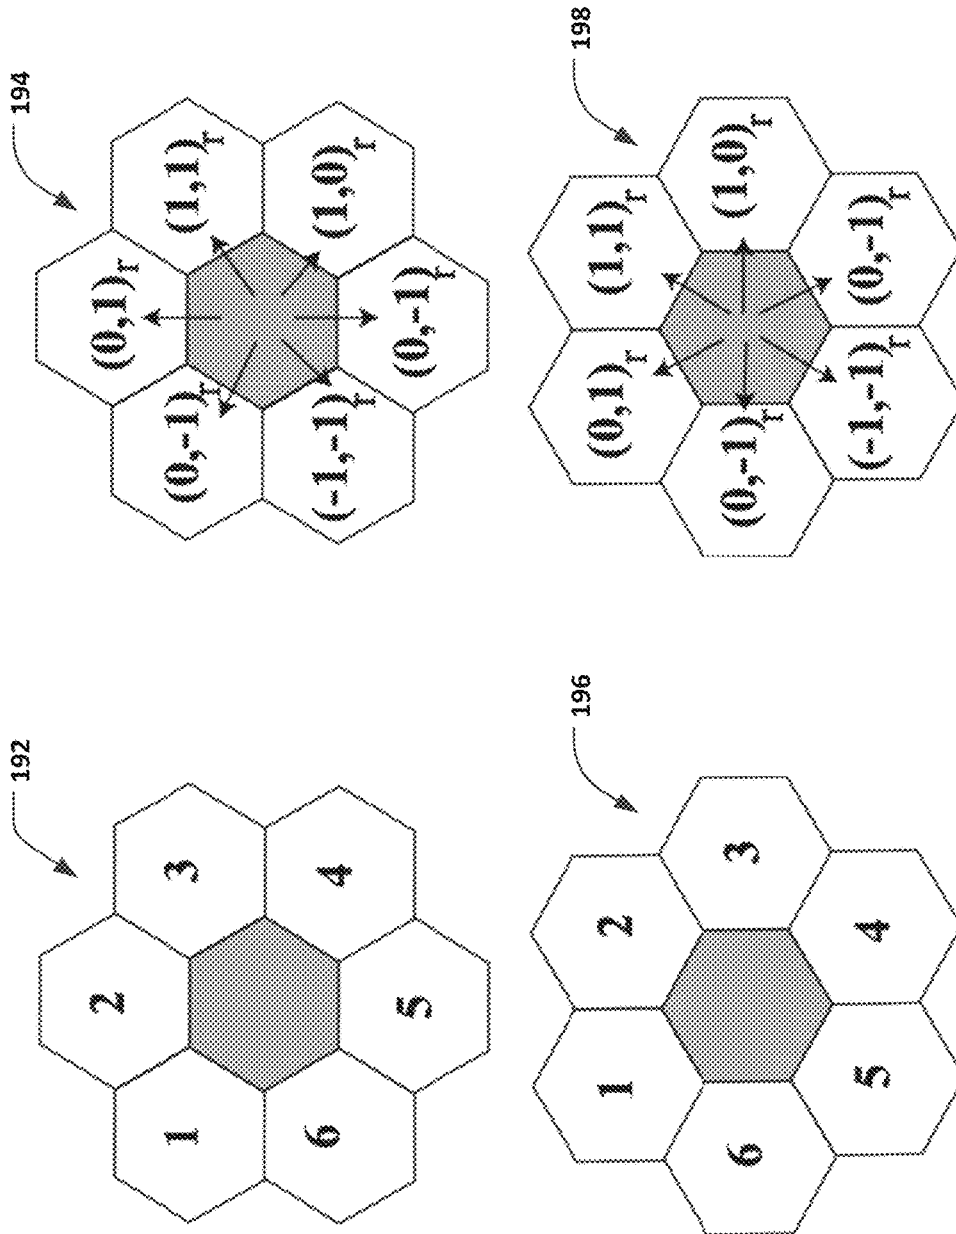 192
2
1
3
6
4
5
194
(0,1)r
(0,-1)r
(1,1)r
(-1,-1)r
(1,0)r
(0,-1)r
196
1
2
6
3
5
4
198
(0,1)r
(1,1)r
(0,-1)r
(1,0)r
(-1,-1)r
(0,-1)r